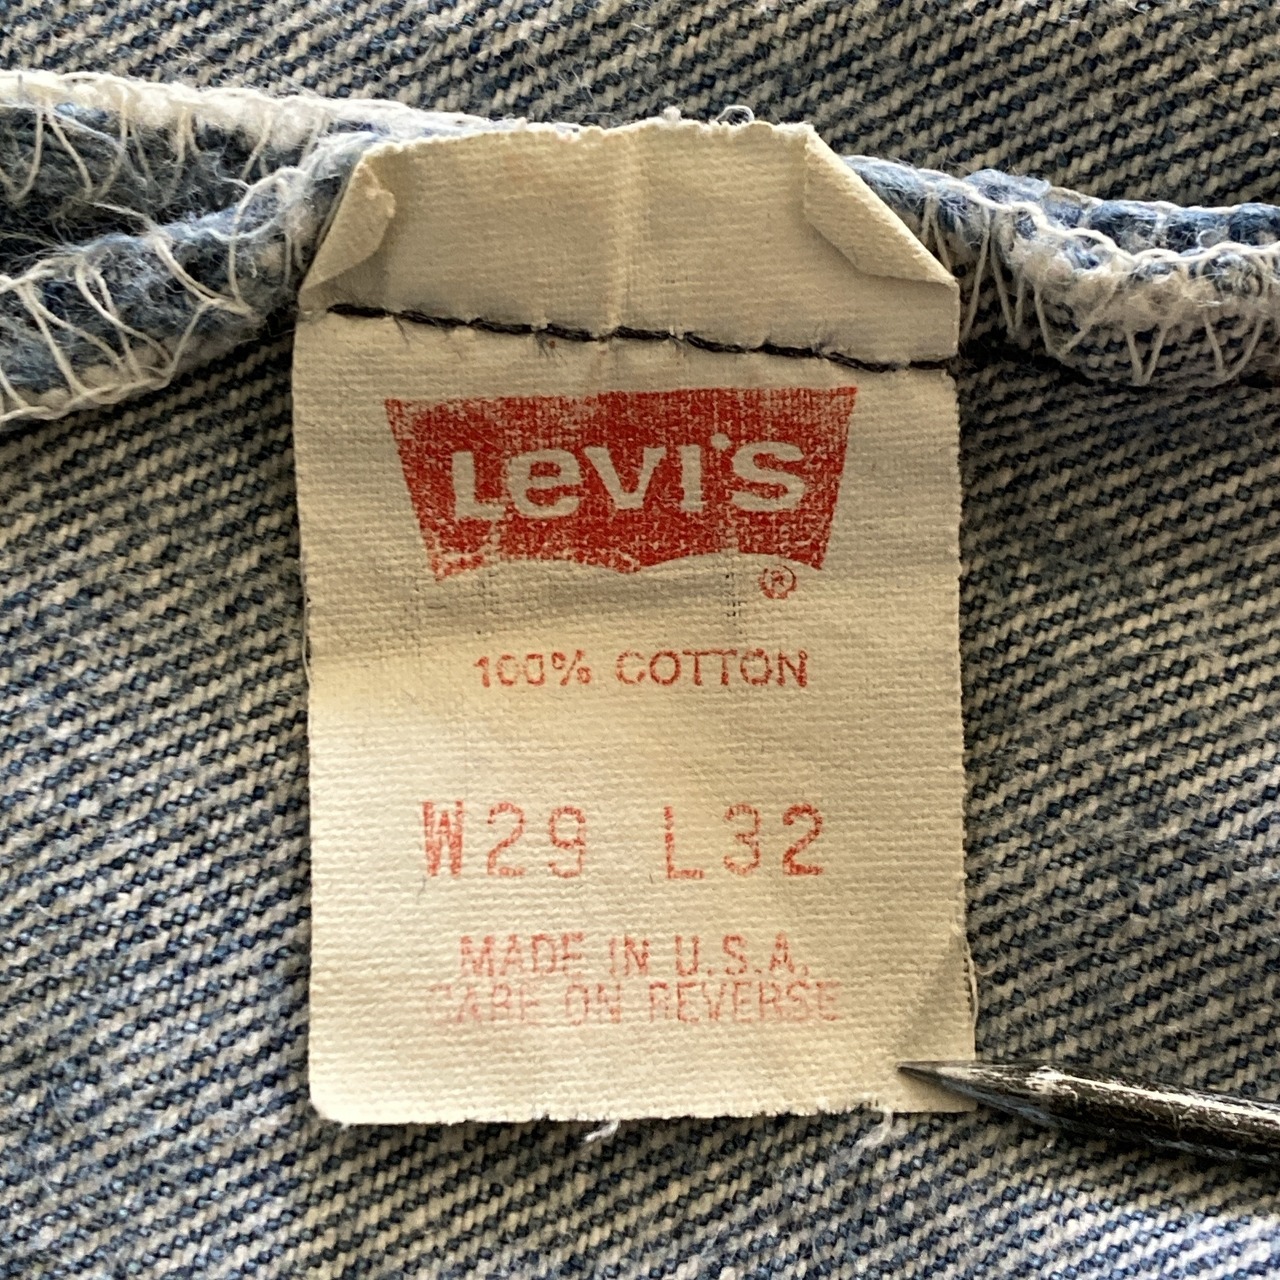 LeVI'S
®
100% COTTON
W29 L32
MADE IN U.S.A.
CARE ON REVERSE